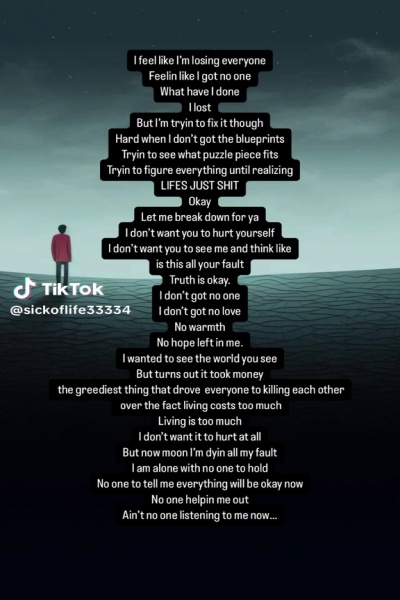 I feel like I'm losing everyone
Feelin like I got no one
What have I done
I lost
But I'm tryin to fix it though
Hard when I don't got the blueprints
Tryin to see what puzzle piece fits
Tryin to figure everything until realizing
LIFES JUST SHIT
Okay
Let me break down for ya
I don't want you to hurt yourself
I don't want you to see me and think like
is this all your fault
Truth is okay.
I don't got no one
I don't got no love
No warmth
No hope left in me.
I wanted to see the world you see
But turns out it took money
the greediest thing that drove everyone to killing each other
over the fact living costs too much
Living is too much
I don't want it to hurt at all
But now moon I'm dyin all my fault
I am alone with no one to hold
No one to tell me everything will be okay now
No one helpin me out
Ain't no one listening to me now...
TikTok
@sickoflife33334